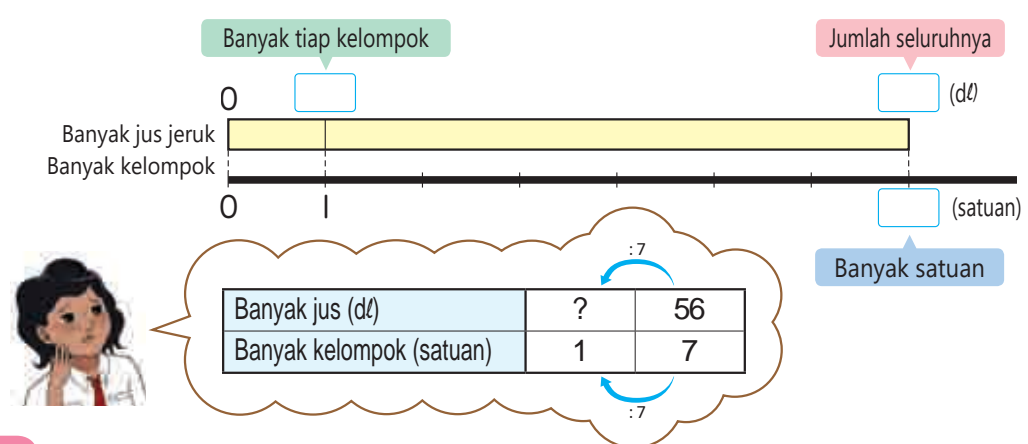 Banyak tiap kelompok
Jumlah seluruhnya
0
(dℓ)
Banyak jus jeruk
Banyak kelompok
0 1
(satuan)
Banyak satuan
: 7
Banyak jus (dℓ) ? 56
Banyak kelompok (satuan) 1 7
: 7